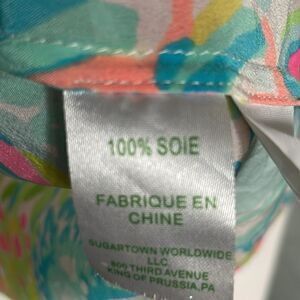 100% SOIE
FABRIQUE EN
CHINE
SUGARTOWN WORLDWIDE
LLC
800 THIRD AVENUE
KING OF PRUSSIA,PA